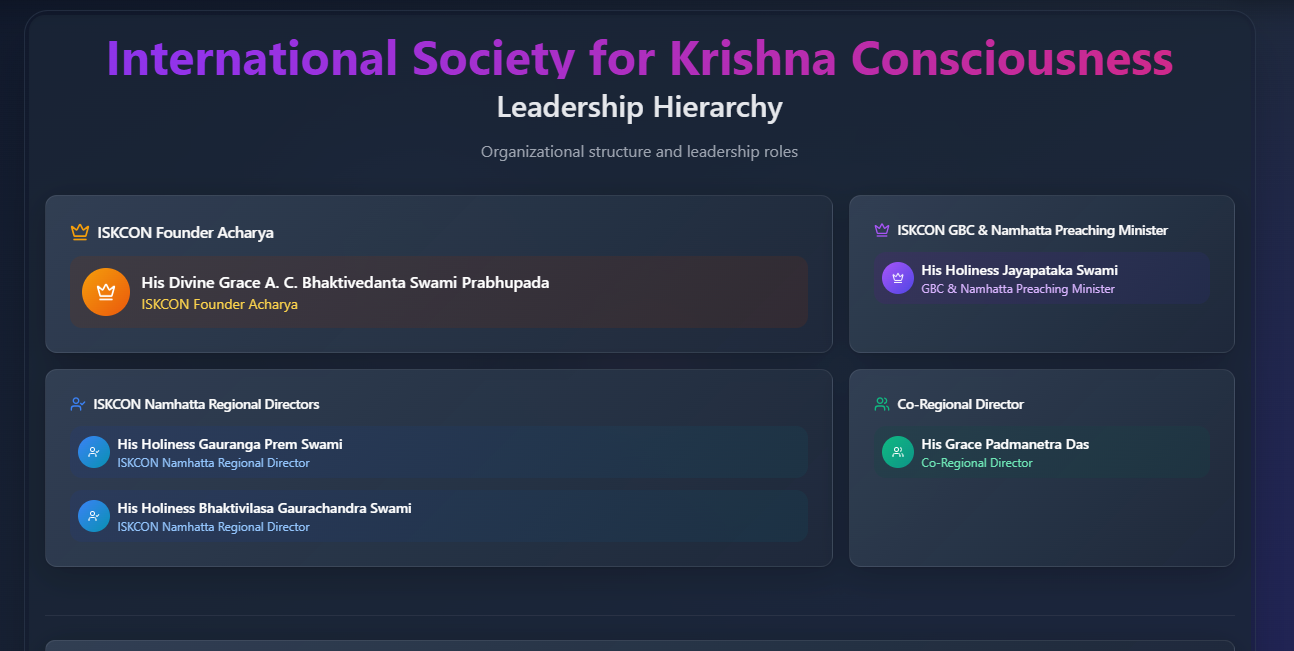 International Society for Krishna Consciousness
Leadership Hierarchy
Organizational structure and leadership roles
ISKCON Founder Acharya
His Divine Grace A. C. Bhaktivedanta Swami Prabhupada
ISKCON Founder Acharya
ISKCON GBC & Namhatta Preaching Minister
His Holiness Jayapataka Swami
GBC & Namhatta Preaching Minister
ISKCON Namhatta Regional Directors
His Holiness Gauranga Prem Swami
ISKCON Namhatta Regional Director
His Holiness Bhaktivilasa Gaurachandra Swami
ISKCON Namhatta Regional Director
Co-Regional Director
His Grace Padmanetra Das
Co-Regional Director